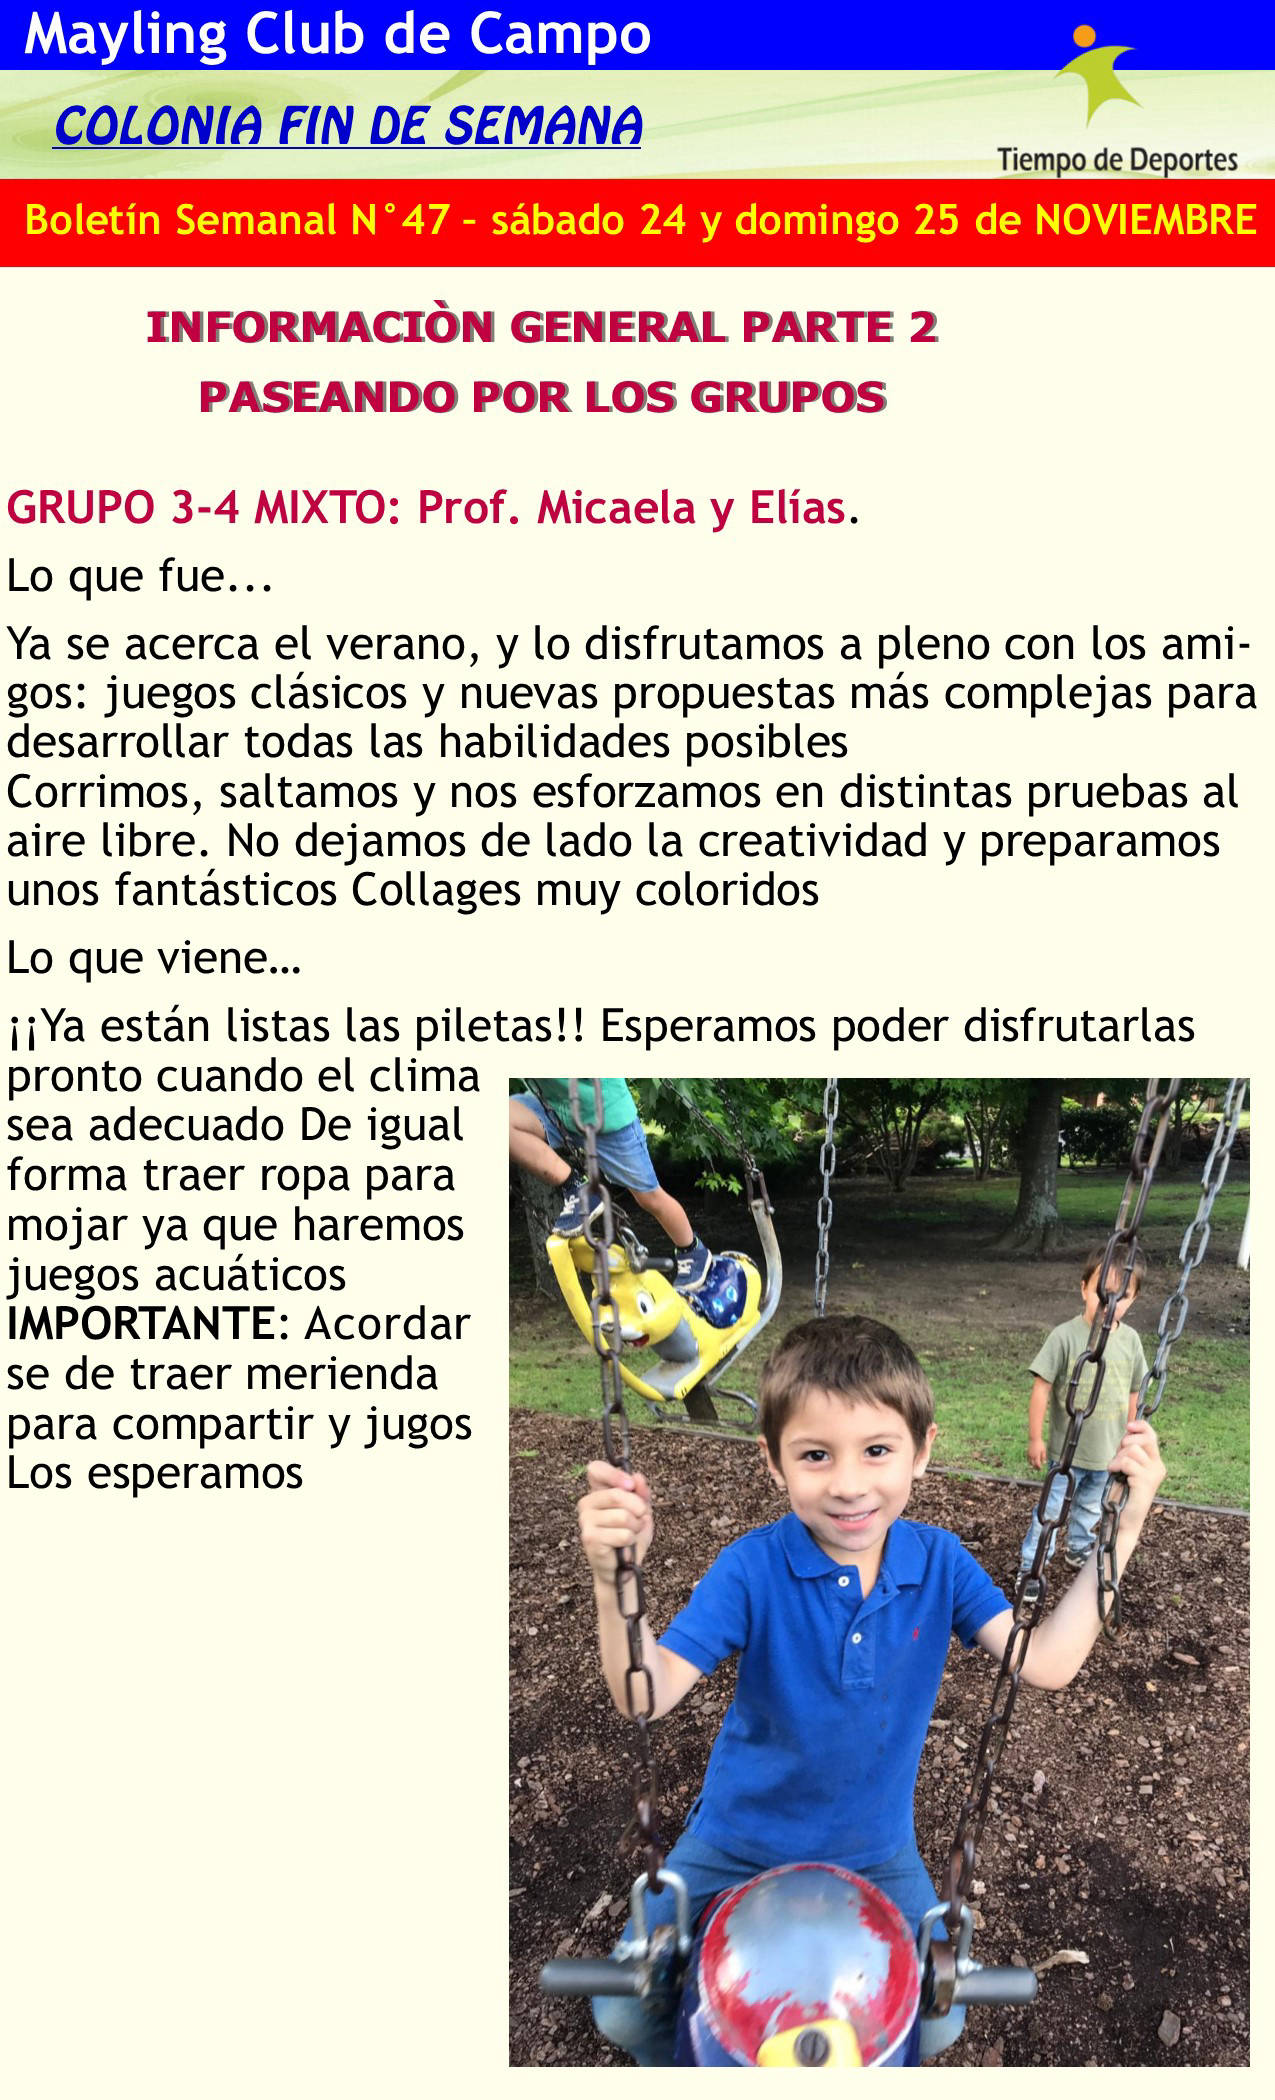 Mayling Club de Campo
COLONIA FIN DE SEMANA
Tiempo de Deportes
Boletín Semanal N°47 – sábado 24 y domingo 25 de NOVIEMBRE
INFORMACIÒN GENERAL PARTE 2
PASEANDO POR LOS GRUPOS
GRUPO 3-4 MIXTO: Prof. Micaela y Elías.
Lo que fue...
Ya se acerca el verano, y lo disfrutamos a pleno con los ami-
gos: juegos clásicos y nuevas propuestas más complejas para
desarrollar todas las habilidades posibles
Corrimos, saltamos y nos esforzamos en distintas pruebas al
aire libre. No dejamos de lado la creatividad y preparamos
unos fantásticos Collages muy coloridos
Lo que viene…
¡¡Ya están listas las piletas!! Esperamos poder disfrutarlas
pronto cuando el clima
sea adecuado De igual
forma traer ropa para
mojar ya que haremos
juegos acuáticos
IMPORTANTE: Acordar
se de traer merienda
para compartir y jugos
Los esperamos